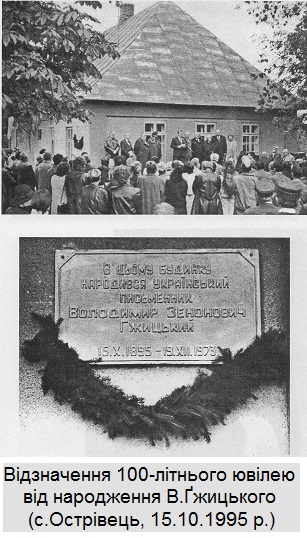 В ЦЬОМУ БУДИНКУ
НАРОДИВСЯ УКРАЇНСЬКИЙ
ПИСЬМЕННИК
ВОЛОДИМИР ЗЕНОНОВИЧ
ҐЖИЦЬКИЙ
15.X.1895 - 19.XII.1973
Відзначення 100-літнього ювілею
від народження В.Ґжицького
(с.Острівець, 15.10.1995 р.)